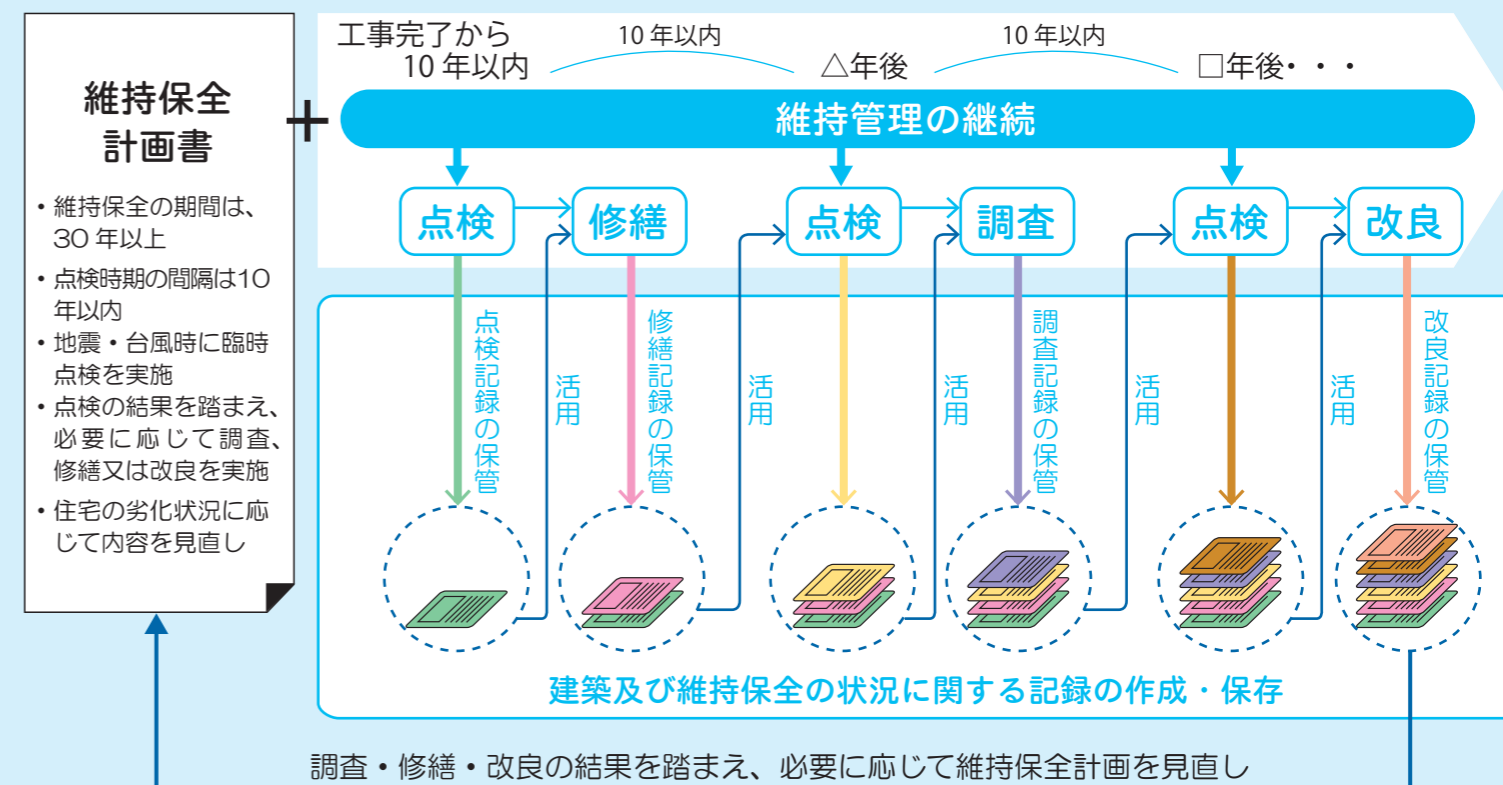 維持保全
計画書
・維持保全の期間は、
30 年以上
・点検時期の間隔は10
年以内
・地震・台風時に臨時
点検を実施
・点検の結果を踏まえ、
必要に応じて調査、
修繕又は改良を実施
・住宅の劣化状況に応
じて内容を見直し
+
工事完了から
10 年以内
10 年以内
△年後
10 年以内
□年後・・・
維持管理の継続
点検
修繕
点検
調査
点検
改良
点検記録の保管
活用
修繕記録の保管
活用
活用
調査記録の保管
活用
活用
改良記録の保管
建築及び維持保全の状況に関する記録の作成・保存
調査・修繕・改良の結果を踏まえ、必要に応じて維持保全計画を見直し